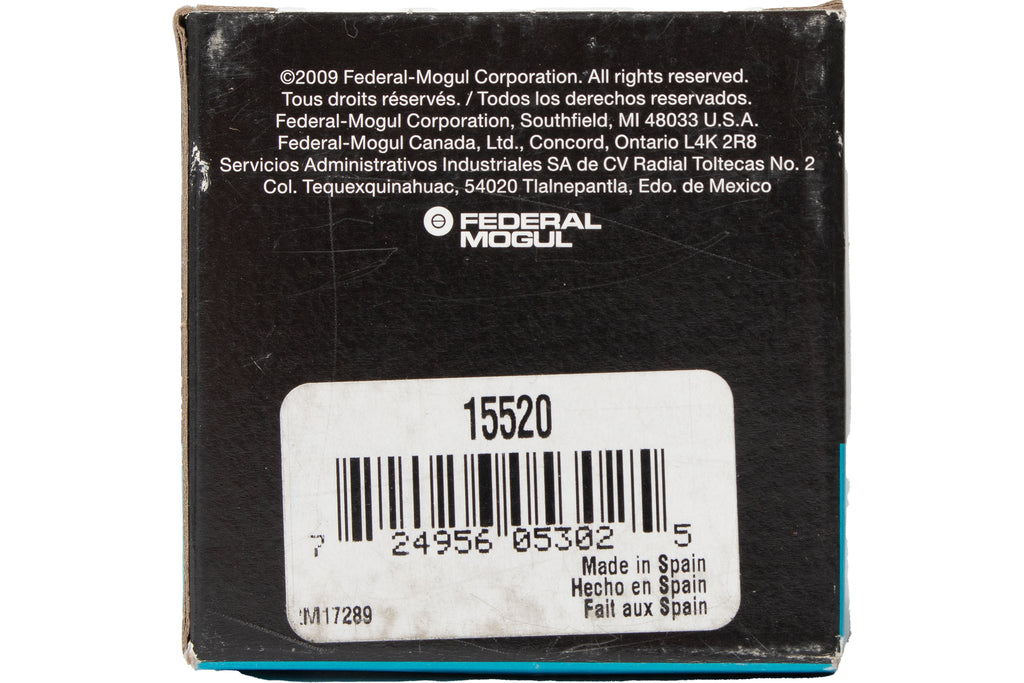 ©2009 Federal-Mogul Corporation. All rights reserved.
Tous droits réservés. / Todos los derechos reservados.
Federal-Mogul Corporation, Southfield, MI 48033 U.S.A.
Federal-Mogul Canada, Ltd., Concord, Ontario L4K 2R8
Servicios Administrativos Industriales SA de CV Radial Toltecas No. 2
Col. Tequexquinahuac, 54020 Tlalnepantla, Edo. de Mexico
FEDERAL
MOGUL
15520
7 24956 05302 5
Made in Spain
Hecho en Spain
Fait aux Spain
M17289